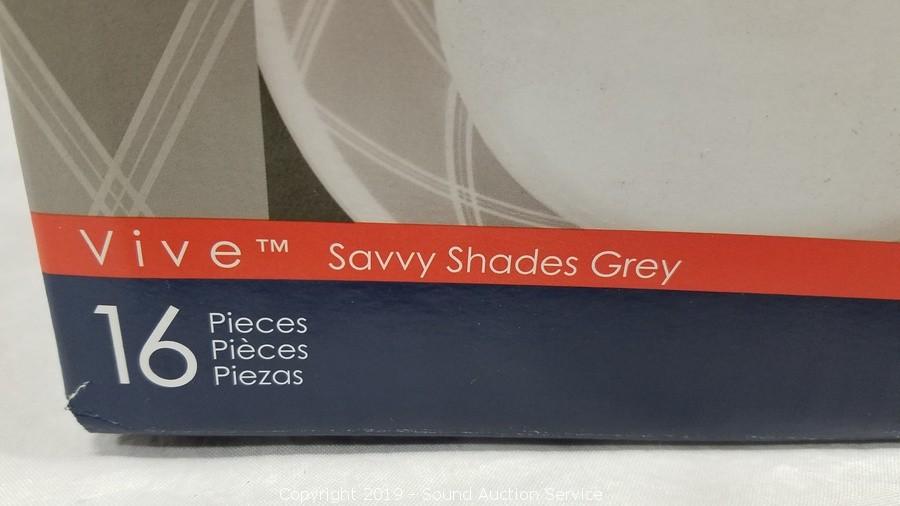 Vive™ Savvy Shades Grey
16 Pieces
Pièces
Piezas
Copyright 2019 - Sound Auction Service